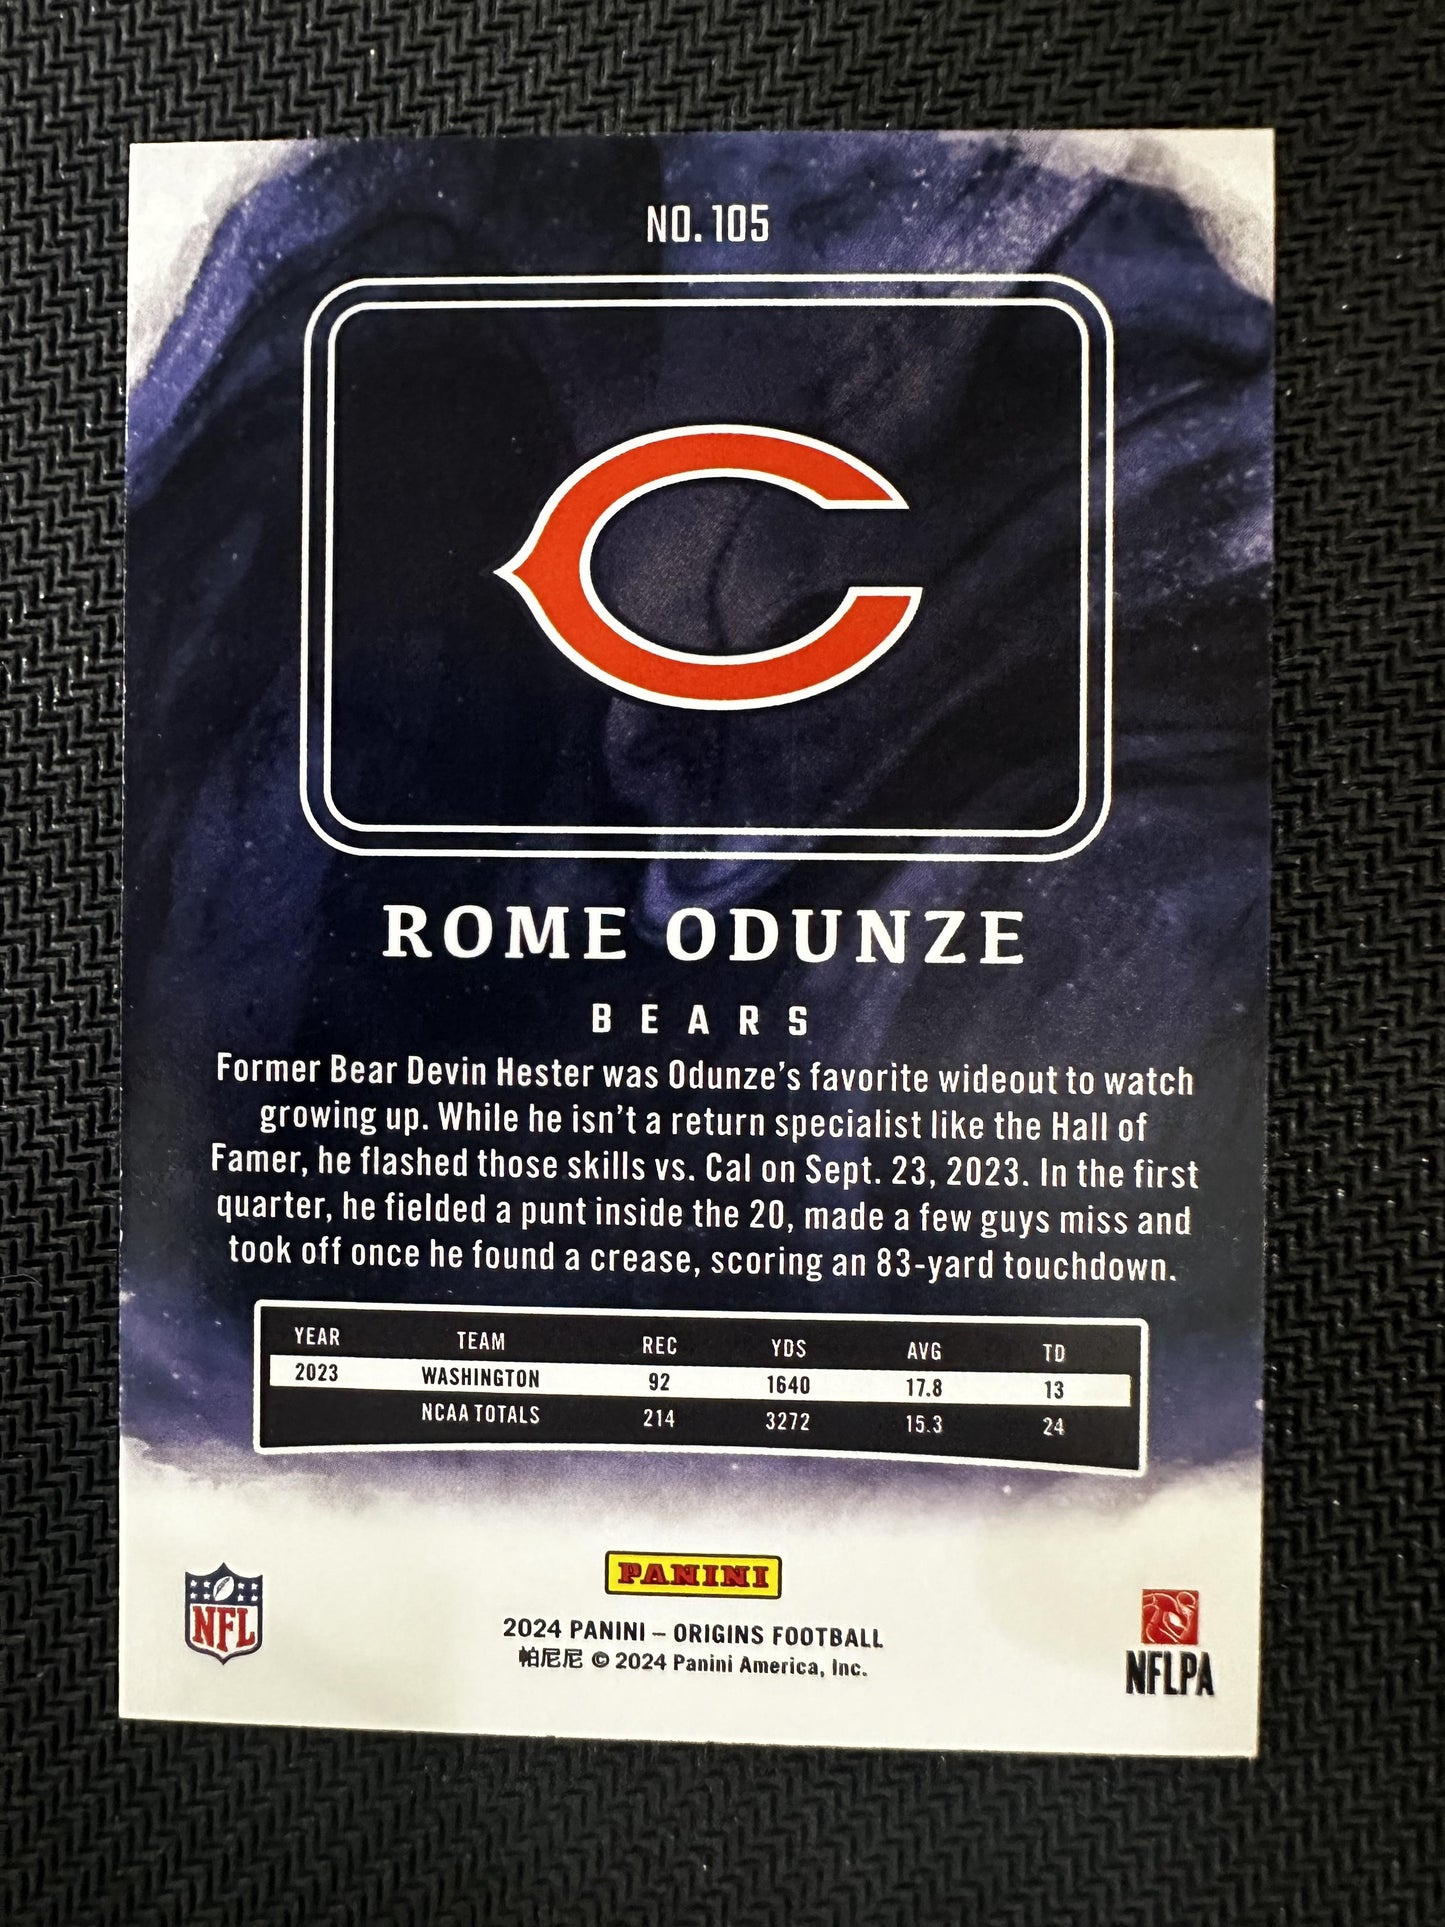 NO. 105
ROME ODUNZE
BEARS
Former Bear Devin Hester was Odunze's favorite wideout to watch
growing up. While he isn't a return specialist like the Hall of
Famer, he flashed those skills vs. Cal on Sept. 23, 2023. In the first
quarter, he fielded a punt inside the 20, made a few guys miss and
took off once he found a crease, scoring an 83-yard touchdown.
YEAR TEAM REC YDS AVG TD
2023 WASHINGTON 92 1640 17.8 13
NCAA TOTALS 214 3272 15.3 24
PANINI
NFL
2024 PANINI – ORIGINS FOOTBALL
帕尼尼 © 2024 Panini America, Inc.
NFLPA